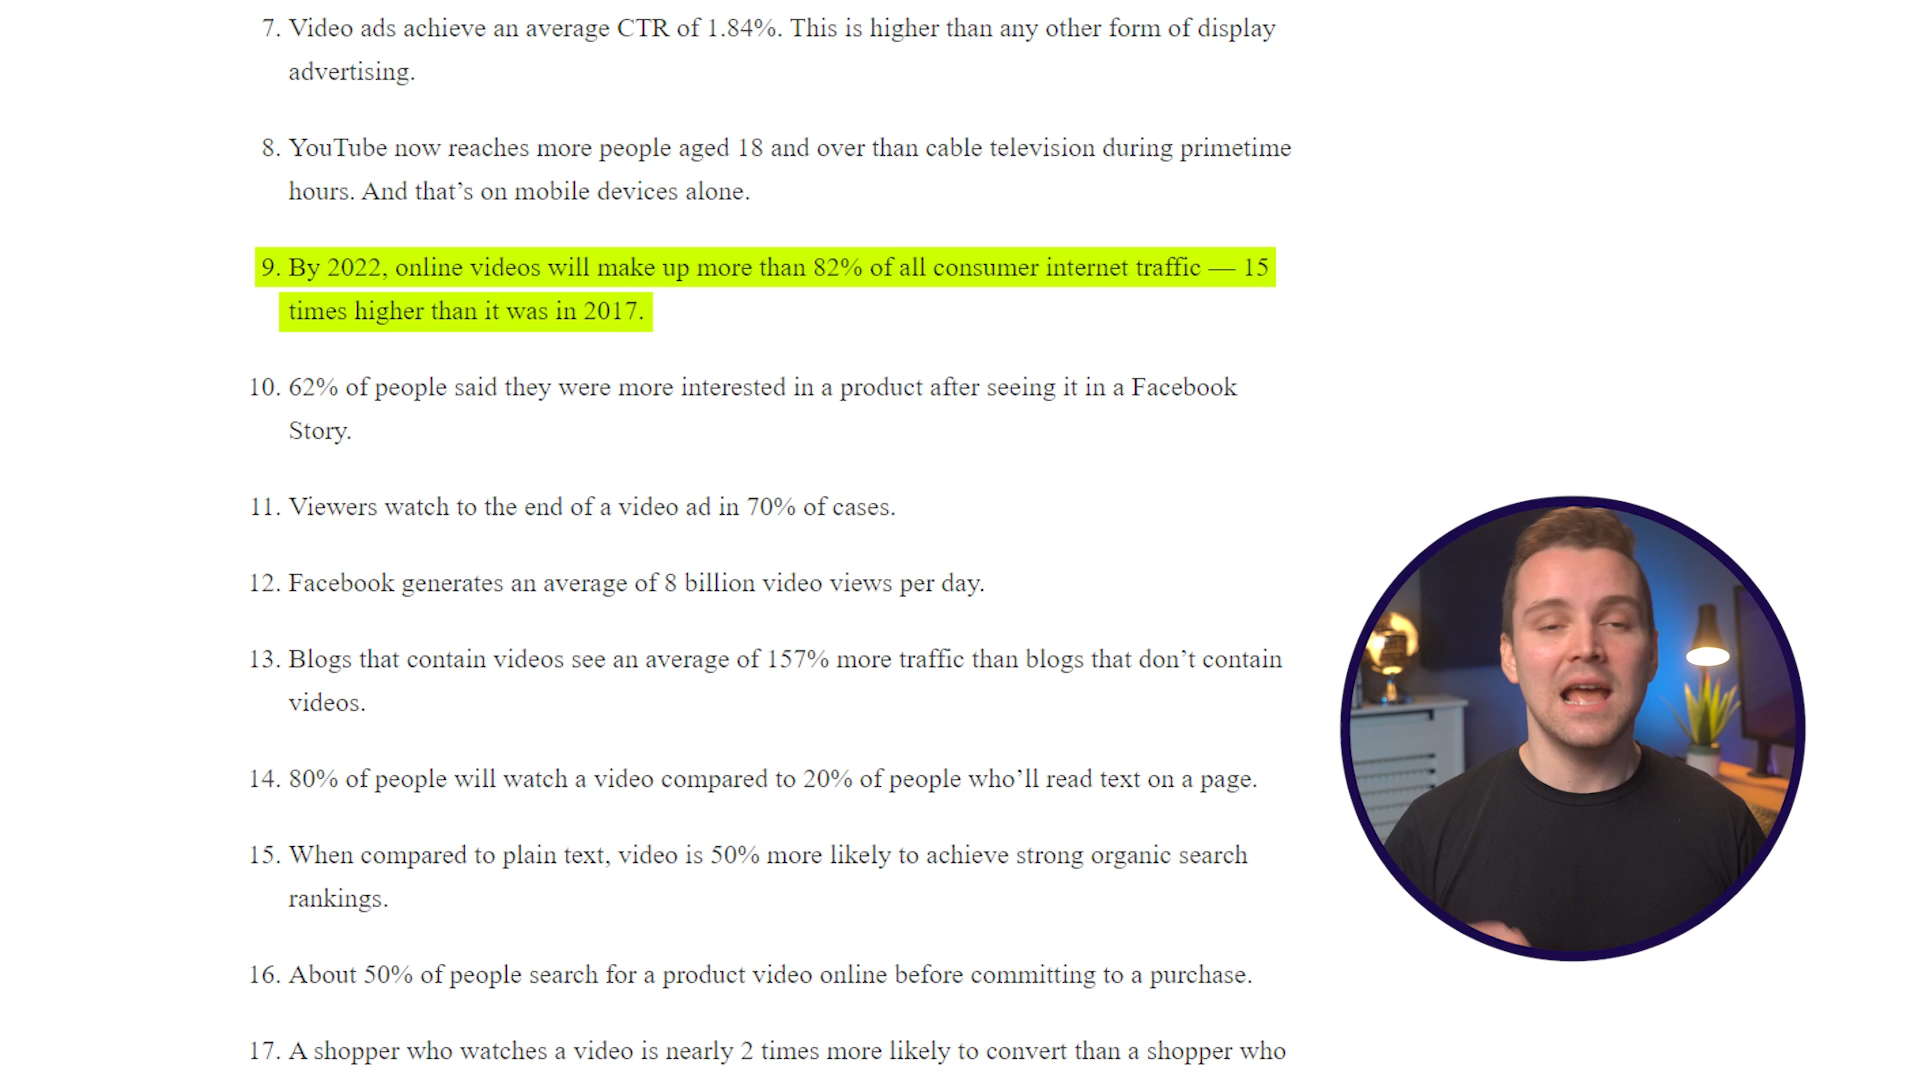 7. Video ads achieve an average CTR of 1.84%. This is higher than any other form of display
advertising.
8. YouTube now reaches more people aged 18 and over than cable television during primetime
hours. And that’s on mobile devices alone.
9. By 2022, online videos will make up more than 82% of all consumer internet traffic — 15
times higher than it was in 2017.
10. 62% of people said they were more interested in a product after seeing it in a Facebook
Story.
11. Viewers watch to the end of a video ad in 70% of cases.
12. Facebook generates an average of 8 billion video views per day.
13. Blogs that contain videos see an average of 157% more traffic than blogs that don’t contain
videos.
14. 80% of people will watch a video compared to 20% of people who’ll read text on a page.
15. When compared to plain text, video is 50% more likely to achieve strong organic search
rankings.
16. About 50% of people search for a product video online before committing to a purchase.
17. A shopper who watches a video is nearly 2 times more likely to convert than a shopper who